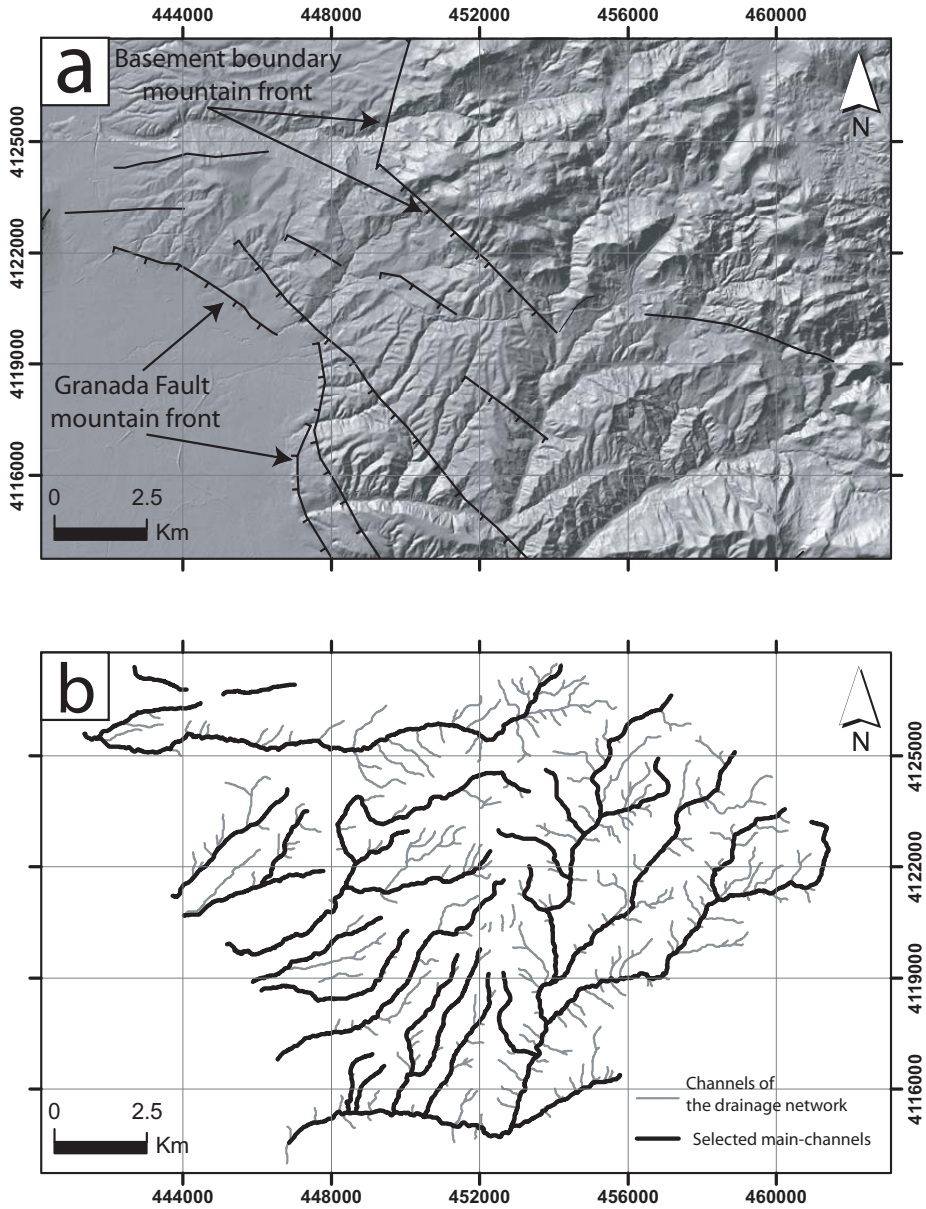 444000 448000 452000 456000 460000
a
Basement boundary
mountain front
N
4125000
4122000
4119000
4116000
Granada Fault
mountain front
0 2.5
Km
b
N
4125000
4122000
4119000
4116000
Channels of
the drainage network
Selected main-channels
0 2.5
Km
444000 448000 452000 456000 460000